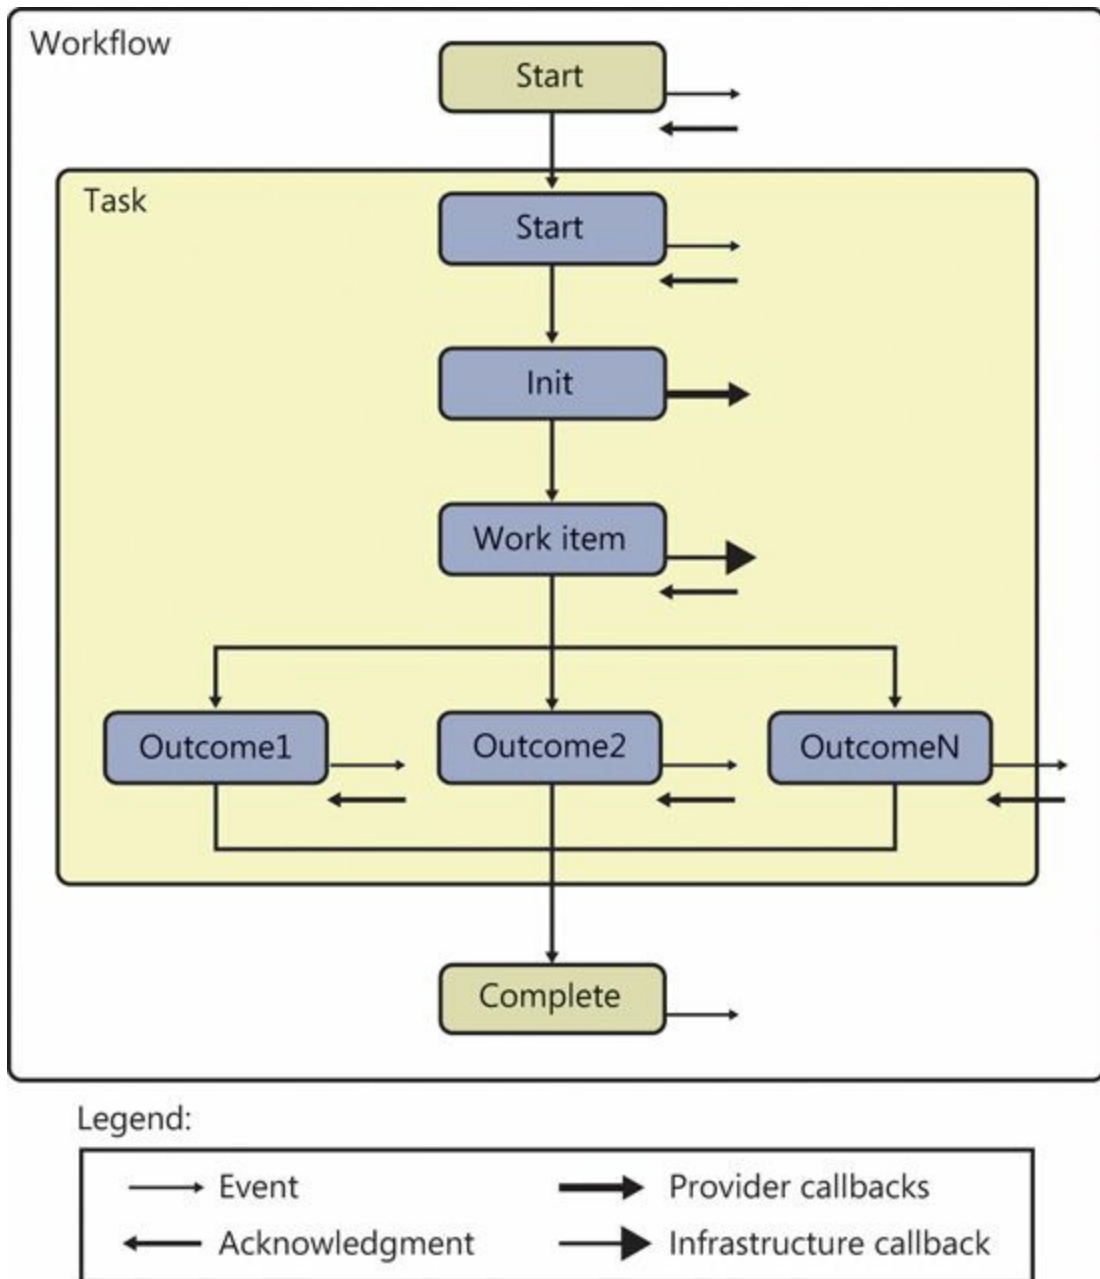 Workflow
Start
Task
Start
Init
Work item
Outcome1
Outcome2
OutcomeN
Complete
Legend:
Event
Provider callbacks
Acknowledgment
Infrastructure callback